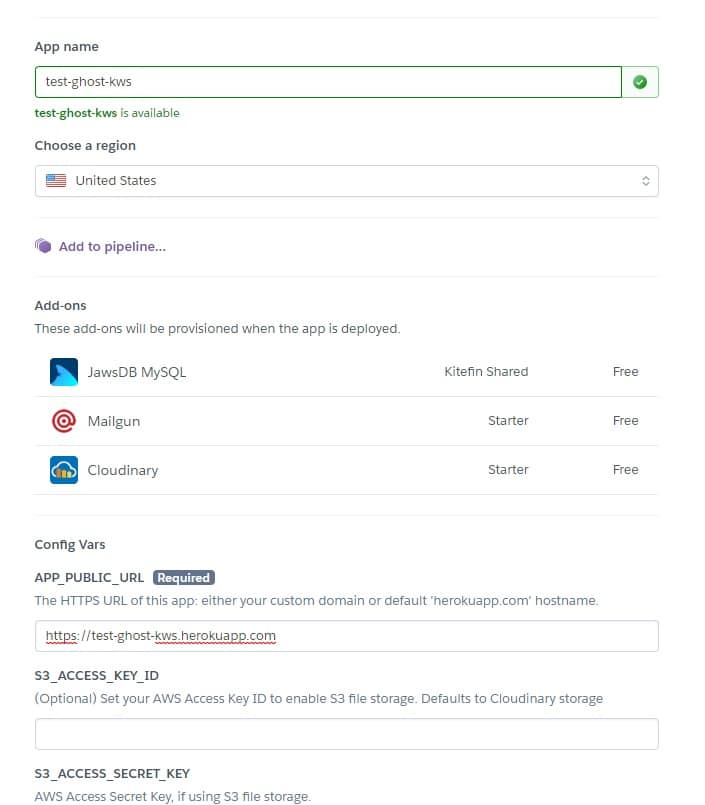 App name
test-ghost-kws
test-ghost-kws is available
Choose a region
United States
Add to pipeline...
Add-ons
These add-ons will be provisioned when the app is deployed.
JawsDB MySQL Kitefin Shared Free
Mailgun Starter Free
Cloudinary Starter Free
Config Vars
APP_PUBLIC_URL Required
The HTTPS URL of this app: either your custom domain or default 'herokuapp.com' hostname.
https://test-ghost-kws.herokuapp.com
S3_ACCESS_KEY_ID
(Optional) Set your AWS Access Key ID to enable S3 file storage. Defaults to Cloudinary storage
S3_ACCESS_SECRET_KEY
AWS Access Secret Key, if using S3 file storage.